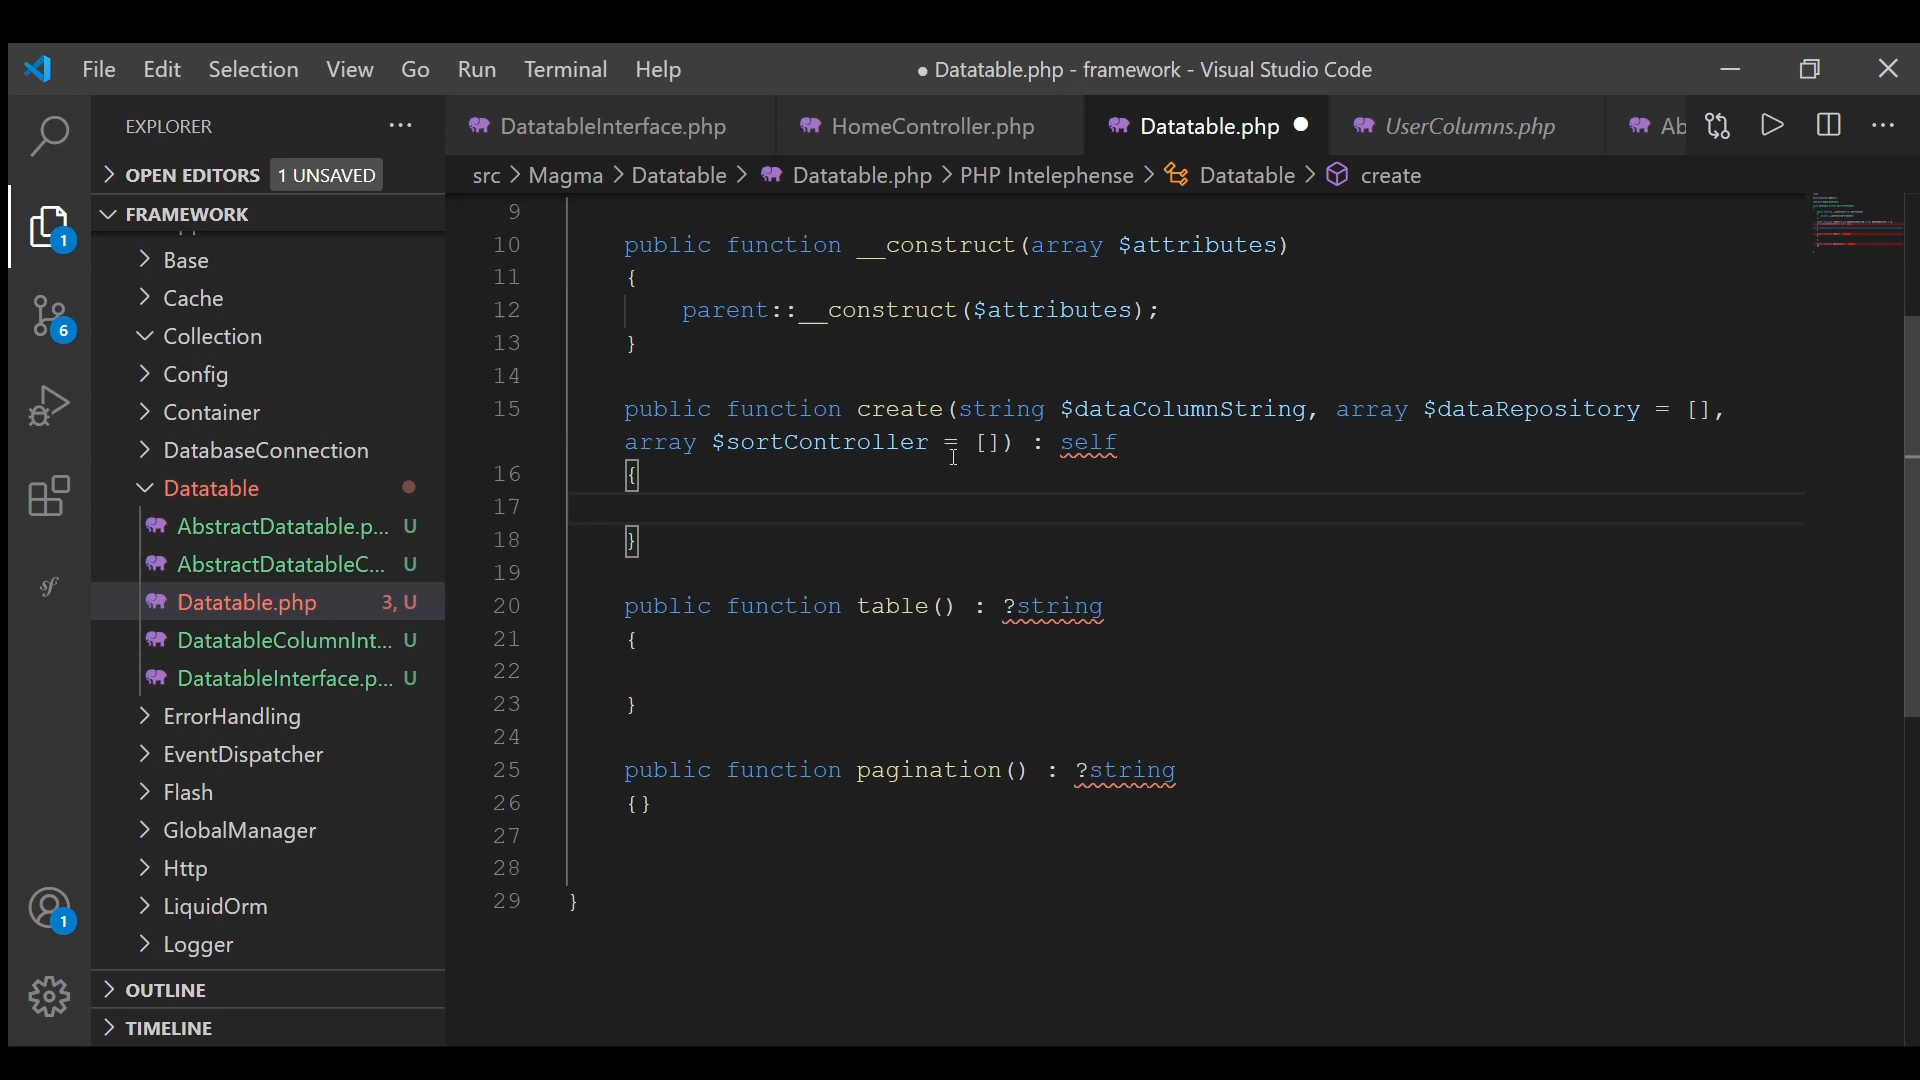 File Edit Selection View Go Run Terminal Help ● Datatable.php - framework - Visual Studio Code
EXPLORER ...
DatatableInterface.php HomeController.php Datatable.php ● UserColumns.php Ab ...
OPEN EDITORS 1 UNSAVED
src > Magma > Datatable > Datatable.php > PHP Intelephense > Datatable > create
FRAMEWORK
Base
Cache
Collection
Config
Container
DatabaseConnection
Datatable
AbstractDatatable.p... U
AbstractDatatableC... U
Datatable.php 3, U
DatatableColumnInt... U
DatatableInterface.p... U
ErrorHandling
EventDispatcher
Flash
GlobalManager
Http
LiquidOrm
Logger
OUTLINE
TIMELINE
1
6
sf
1
9
10 public function __construct(array $attributes)
11 {
12 parent::__construct($attributes);
13 }
14
15 public function create(string $dataColumnString, array $dataRepository = [],
array $sortController = []) : self
16 {
17
18 }
19
20 public function table() : ?string
21 {
22
23 }
24
25 public function pagination() : ?string
26 {}
27
28
29 }